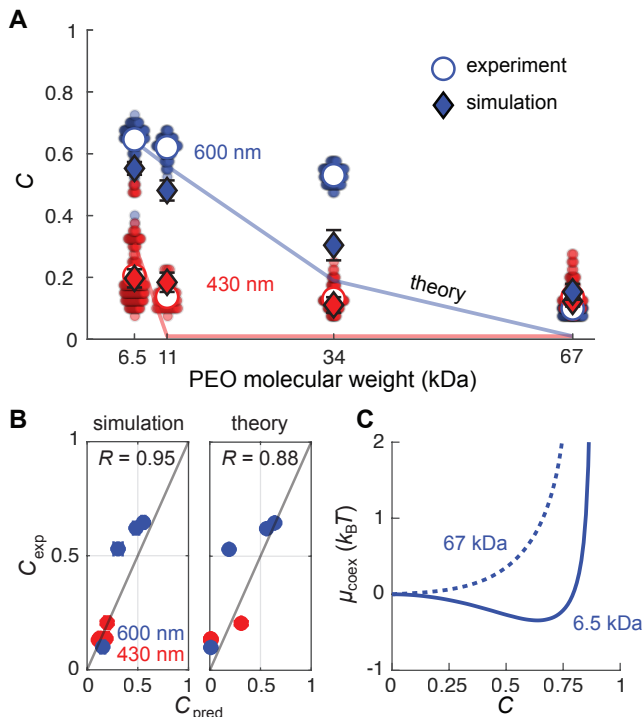 A
1
0.8
0.6
0.4
0.2
0
C
experiment
simulation
600 nm
430 nm
theory
6.5
11
34
67
PEO molecular weight (kDa)
B
simulation
theory
1
0.5
0
C_exp
R = 0.95
R = 0.88
600 nm
430 nm
0
0.5
1
0
0.5
1
C_pred
C
2
1
0
-1
μ_coex (k_BT)
67 kDa
6.5 kDa
0
0.25
0.5
0.75
1
C